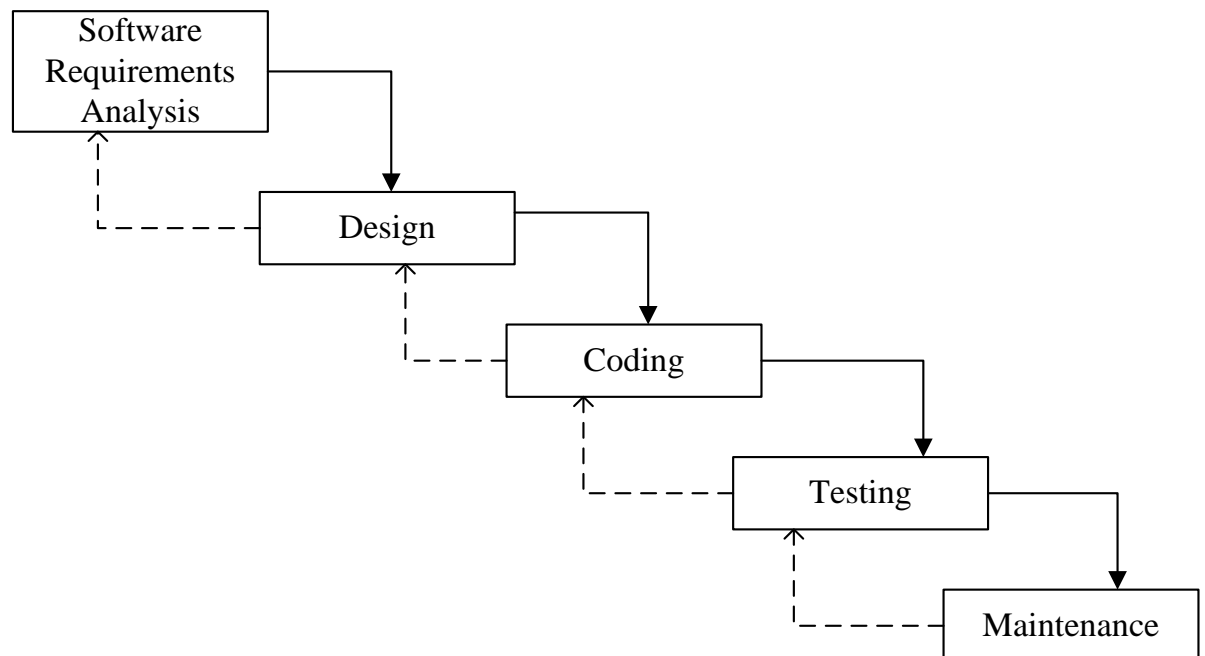 Software
Requirements
Analysis
Design
Coding
Testing
Maintenance